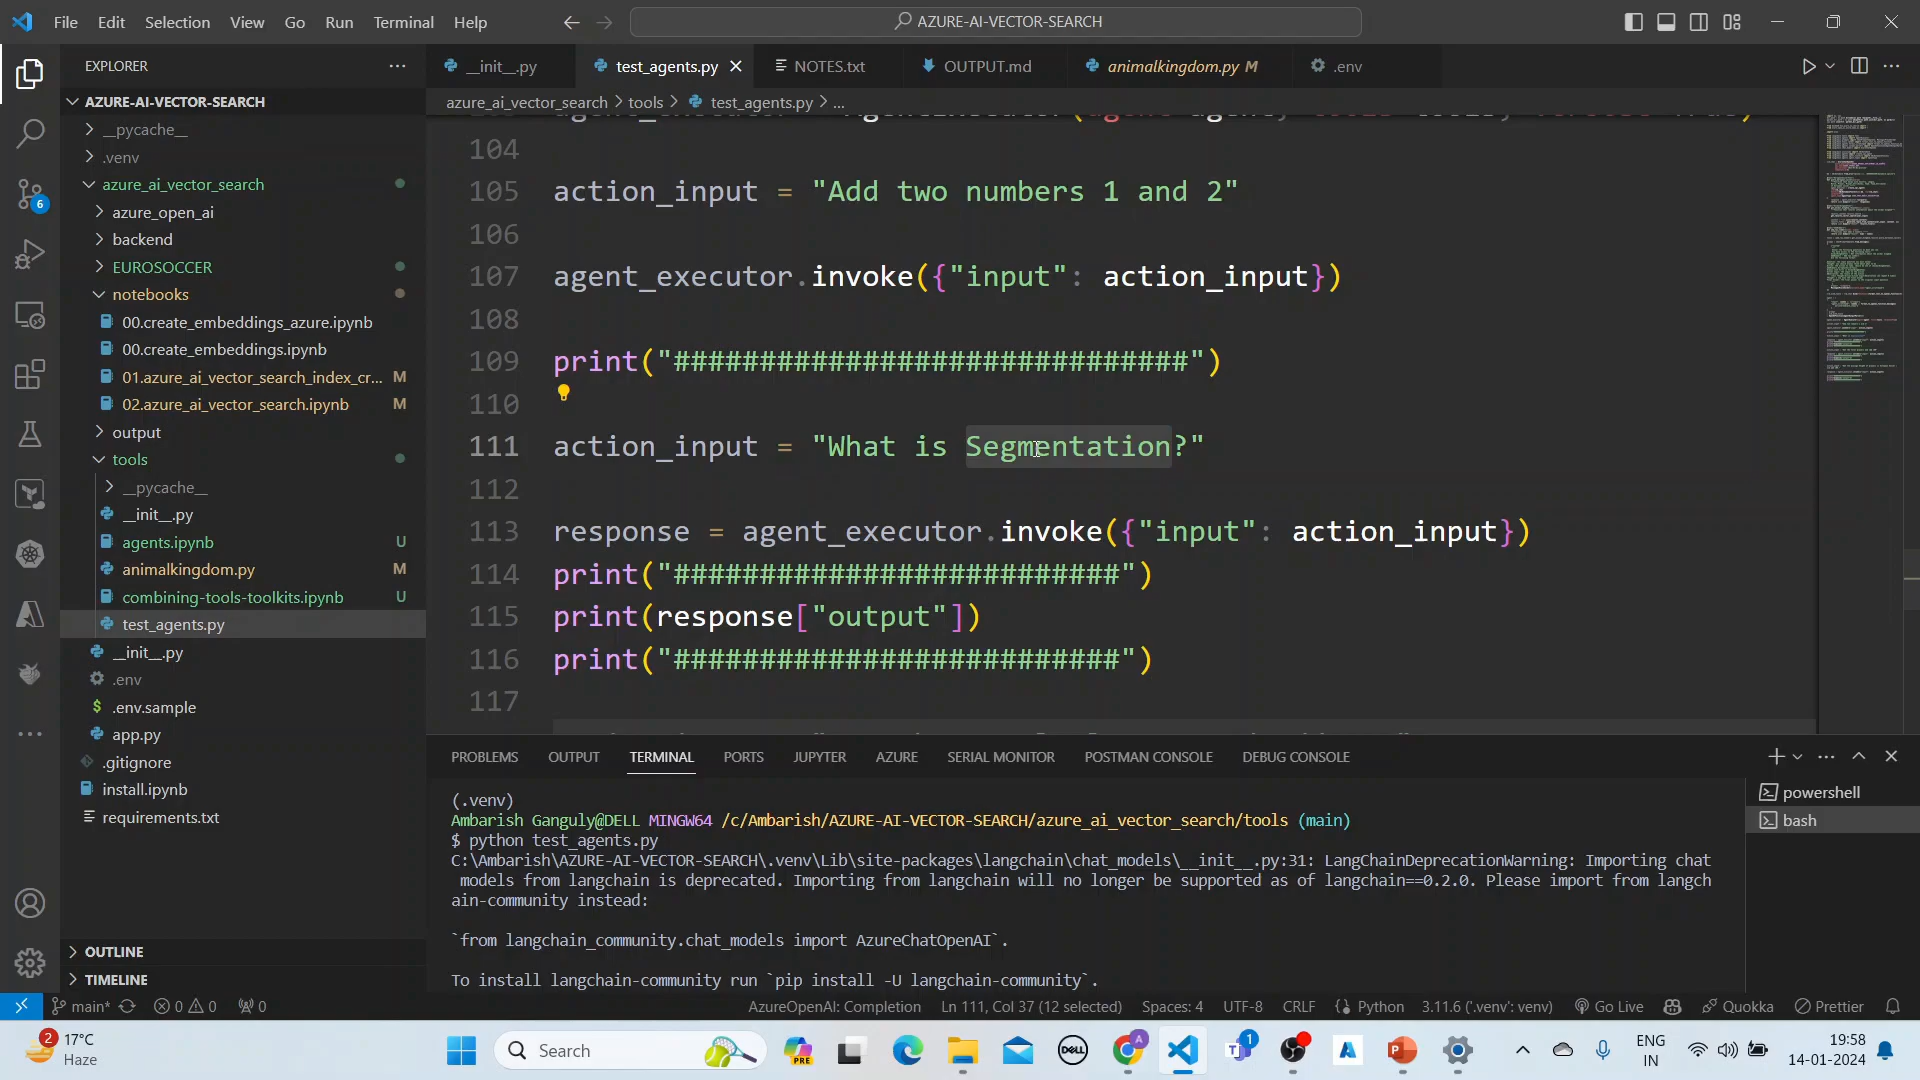 File Edit Selection View Go Run Terminal Help
AZURE-AI-VECTOR-SEARCH
EXPLORER
__init__.py
test_agents.py
NOTES.txt
OUTPUT.md
animalkingdom.py M
.env
AZURE-AI-VECTOR-SEARCH
azure_ai_vector_search > tools > test_agents.py > ...
__pycache__
.venv
azure_ai_vector_search
azure_open_ai
backend
EUROSOCCER
notebooks
00.create_embeddings_azure.ipynb
00.create_embeddings.ipynb
01.azure_ai_vector_search_index_cr... M
02.azure_ai_vector_search.ipynb M
output
tools
__pycache__
__init__.py
agents.ipynb U
animalkingdom.py M
combining-tools-toolkits.ipynb U
test_agents.py
__init__.py
.env
.env.sample
app.py
.gitignore
install.ipynb
requirements.txt
OUTLINE
TIMELINE
6
104
105 action_input = "Add two numbers 1 and 2"
106
107 agent_executor.invoke({"input": action_input})
108
109 print("##############################")
110
111 action_input = "What is Segmentation?"
112
113 response = agent_executor.invoke({"input": action_input})
114 print("##########################")
115 print(response["output"])
116 print("##########################")
117
PROBLEMS OUTPUT TERMINAL PORTS JUPYTER AZURE SERIAL MONITOR POSTMAN CONSOLE DEBUG CONSOLE
(.venv)
Ambarish Ganguly@DELL MINGW64 /c/Ambarish/AZURE-AI-VECTOR-SEARCH/azure_ai_vector_search/tools (main)
$ python test_agents.py
C:\Ambarish\AZURE-AI-VECTOR-SEARCH\.venv\Lib\site-packages\langchain\chat_models\__init__.py:31: LangChainDeprecationWarning: Importing chat
models from langchain is deprecated. Importing from langchain will no longer be supported as of langchain==0.2.0. Please import from langch
ain-community instead:
`from langchain_community.chat_models import AzureChatOpenAI`.
To install langchain-community run `pip install -U langchain-community`.
powershell
bash
main* 0 0 0 AzureOpenAI: Completion Ln 111, Col 37 (12 selected) Spaces: 4 UTF-8 CRLF Python 3.11.6 ('.venv': venv) Go Live Quokka Prettier
2
17°C
Haze
Search
PRE
DELL
A
1
ENG
IN
19:58
14-01-2024